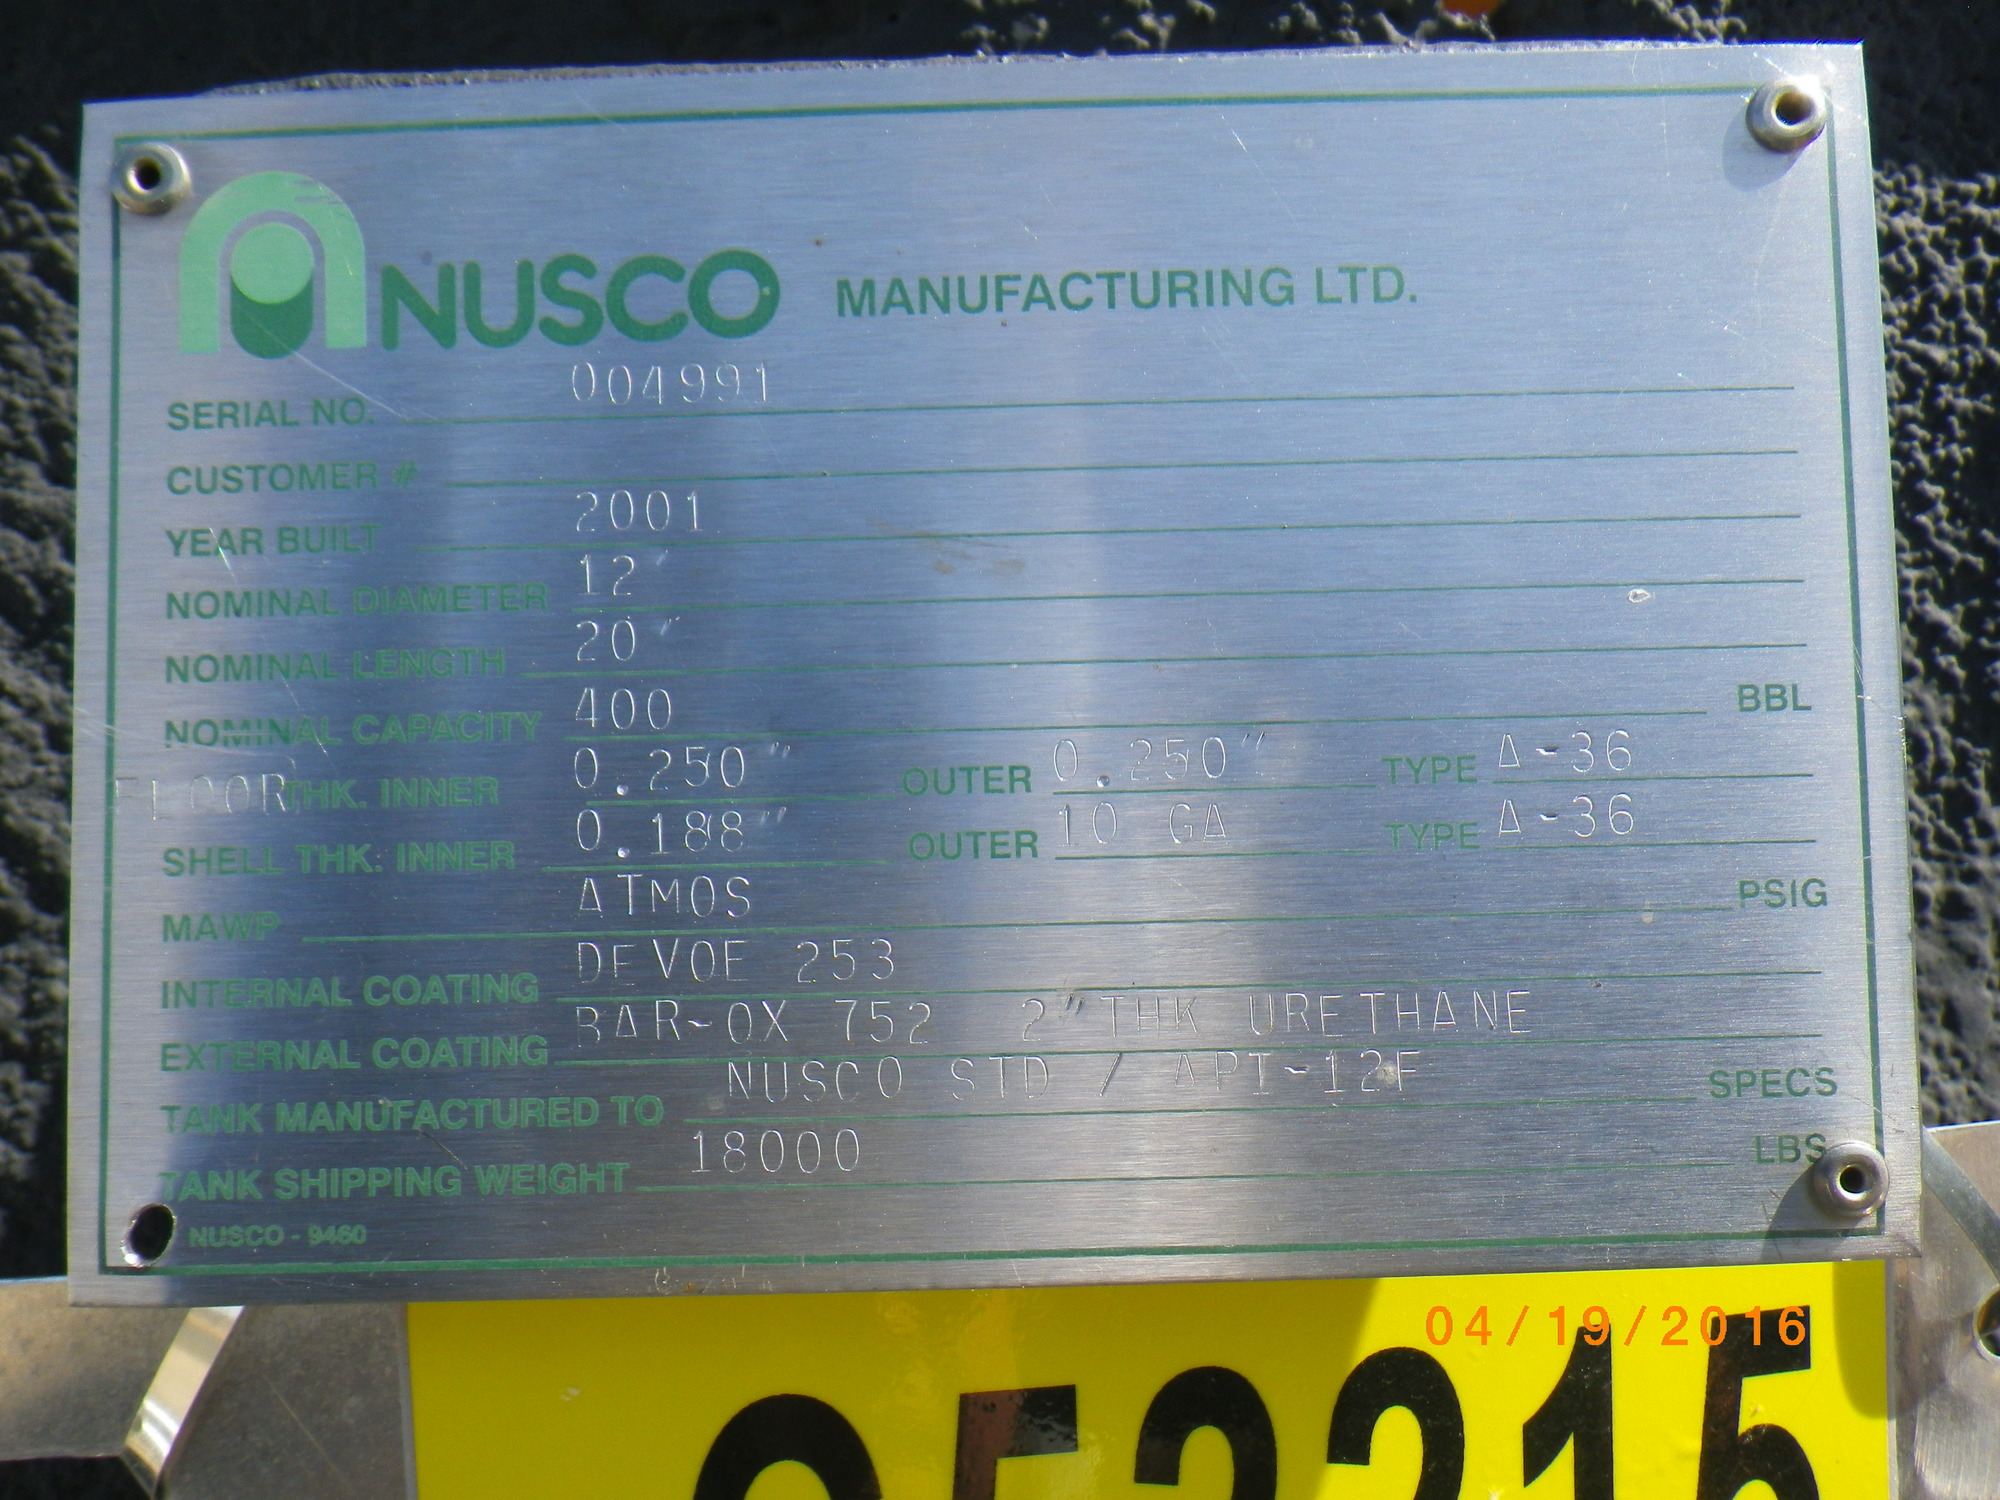 NUSCO MANUFACTURING LTD.
SERIAL NO. 004991
CUSTOMER #
YEAR BUILT 2001
NOMINAL DIAMETER 12'
NOMINAL LENGTH 20'
NOMINAL CAPACITY 400 BBL
FLOOR THK. INNER 0.250" OUTER 0.250" TYPE A-36
SHELL THK. INNER 0.188" OUTER 10 GA TYPE A-36
MAWP ATMOS PSIG
INTERNAL COATING DEVOE 253
EXTERNAL COATING BAR-OX 752 2" THK URETHANE
TANK MANUFACTURED TO NUSCO STD / API-12F SPECS
TANK SHIPPING WEIGHT 18000 LBS
NUSCO - 9460
04/19/2016